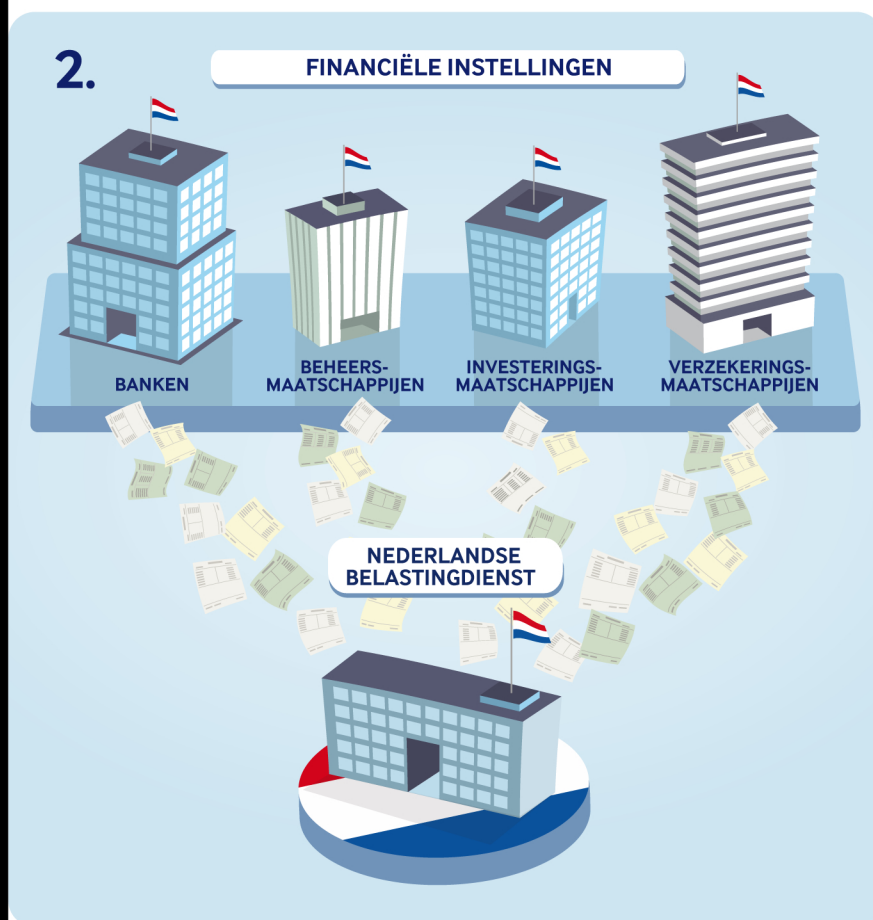 2.
FINANCIËLE INSTELLINGEN
BANKEN
BEHEERS-
MAATSCHAPPIJEN
INVESTERINGS-
MAATSCHAPPIJEN
VERZEKERINGS-
MAATSCHAPPIJEN
NEDERLANDSE
BELASTINGDIENST